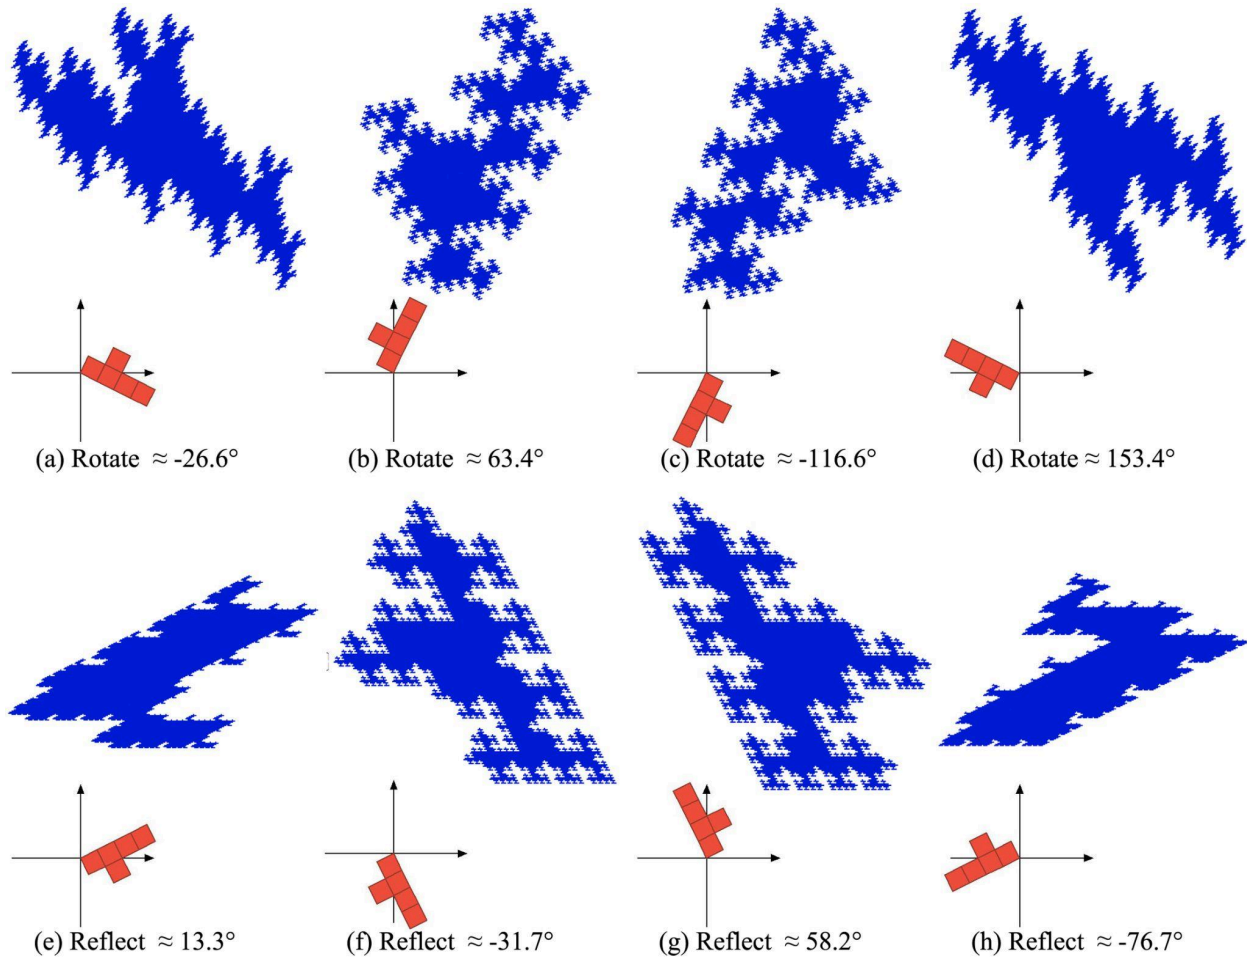 (a) Rotate ≈ -26.6°
(b) Rotate ≈ 63.4°
(c) Rotate ≈ -116.6°
(d) Rotate ≈ 153.4°
(e) Reflect ≈ 13.3°
(f) Reflect ≈ -31.7°
(g) Reflect ≈ 58.2°
(h) Reflect ≈ -76.7°